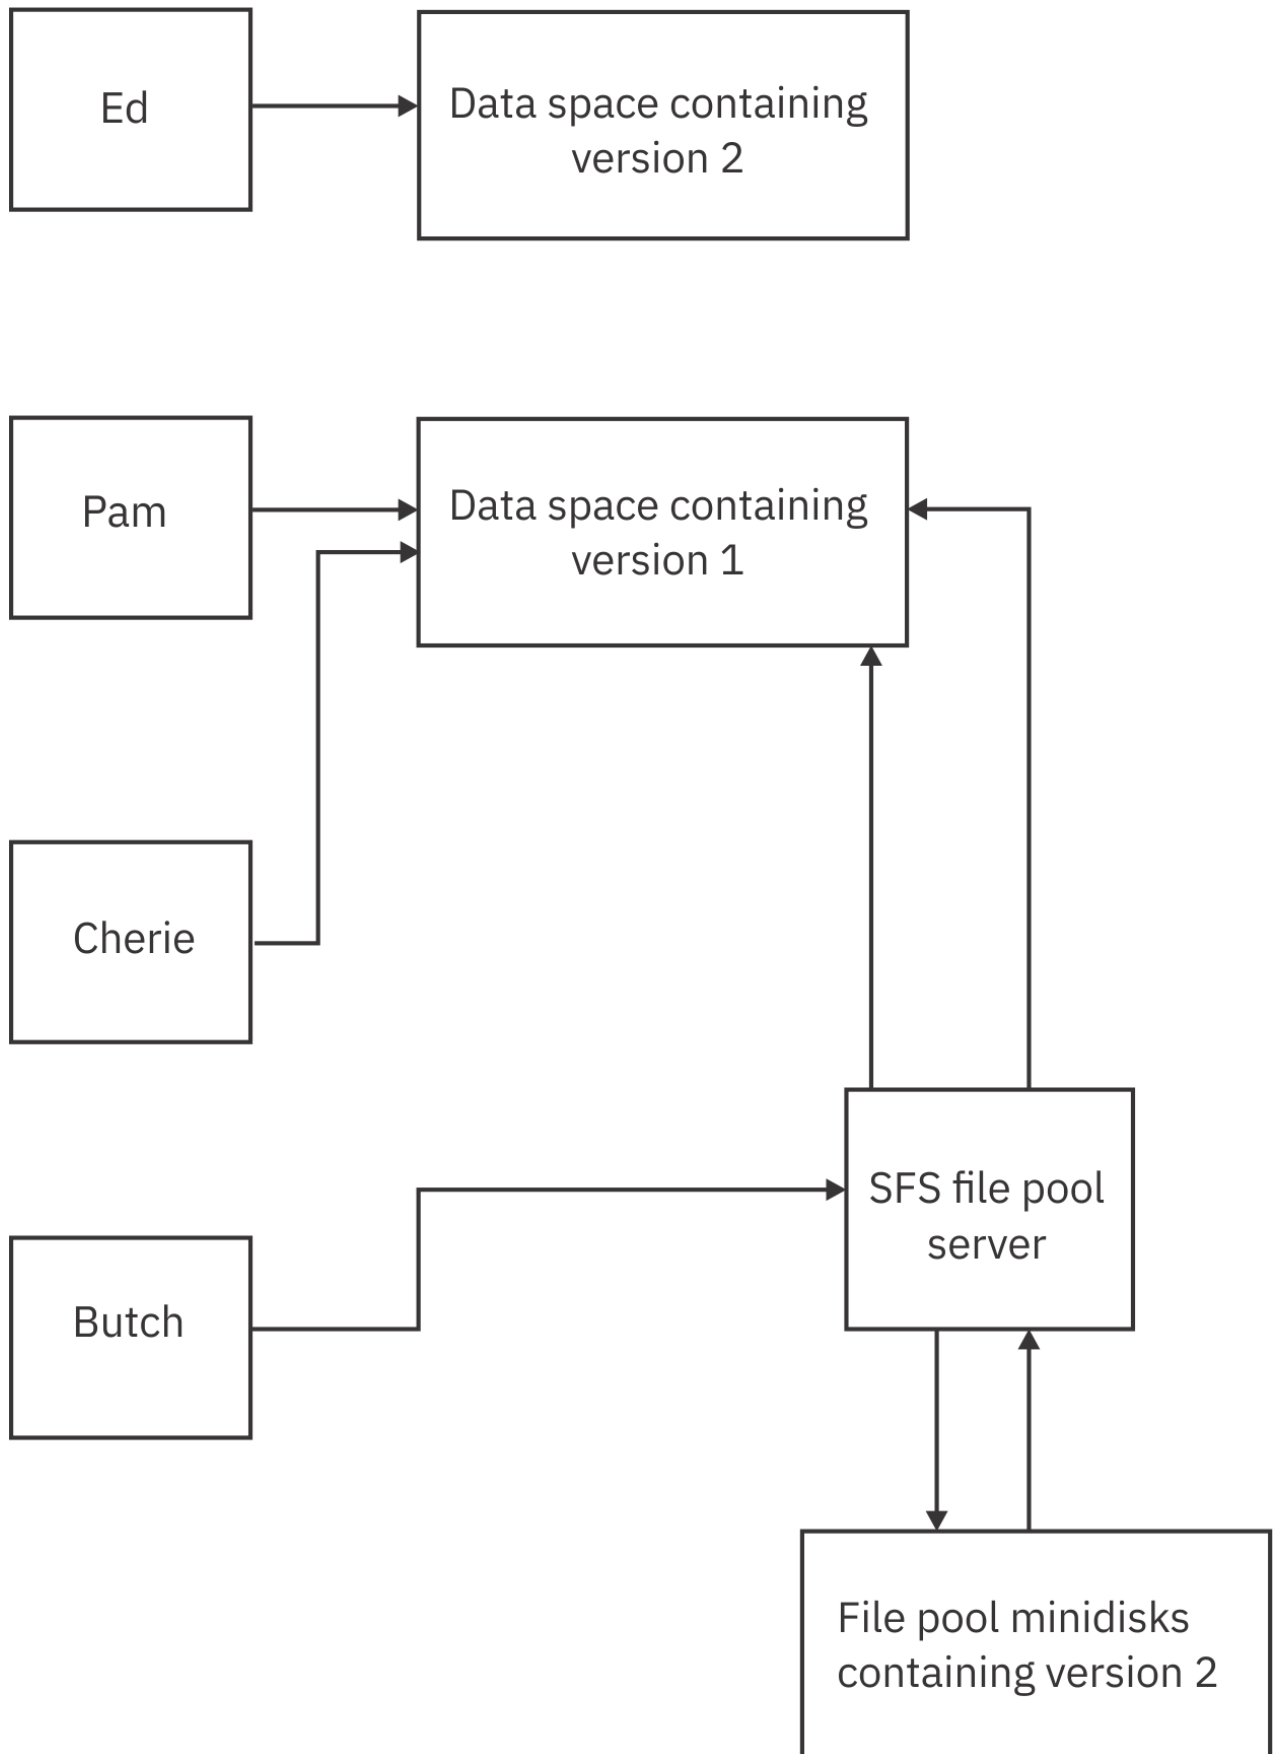 Ed
Data space containing
version 2
Pam
Data space containing
version 1
Cherie
SFS file pool
server
Butch
File pool minidisks
containing version 2